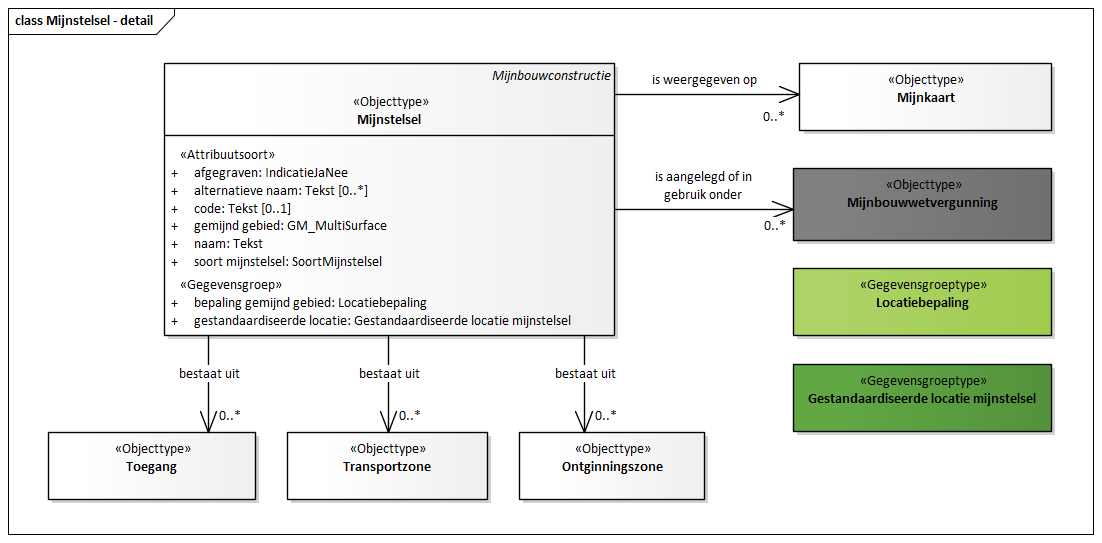 class Mijnstelsel - detail
Mijnbouwconstructie
«Objecttype»
Mijnstelsel
«Attribuutsoort»
+ afgegraven: IndicatieJaNee
+ alternatieve naam: Tekst [0..*]
+ code: Tekst [0..1]
+ gemijnd gebied: GM_MultiSurface
+ naam: Tekst
+ soort mijnstelsel: SoortMijnstelsel
«Gegevensgroep»
+ bepaling gemijnd gebied: Locatiebepaling
+ gestandaardiseerde locatie: Gestandaardiseerde locatie mijnstelsel
is weergegeven op
0..*
«Objecttype»
Mijnkaart
is aangelegd of in
gebruik onder
0..*
«Objecttype»
Mijnbouwwetvergunning
«Gegevensgroeptype»
Locatiebepaling
«Gegevensgroeptype»
Gestandaardiseerde locatie mijnstelsel
bestaat uit
0..*
«Objecttype»
Toegang
bestaat uit
0..*
«Objecttype»
Transportzone
bestaat uit
0..*
«Objecttype»
Ontginningszone